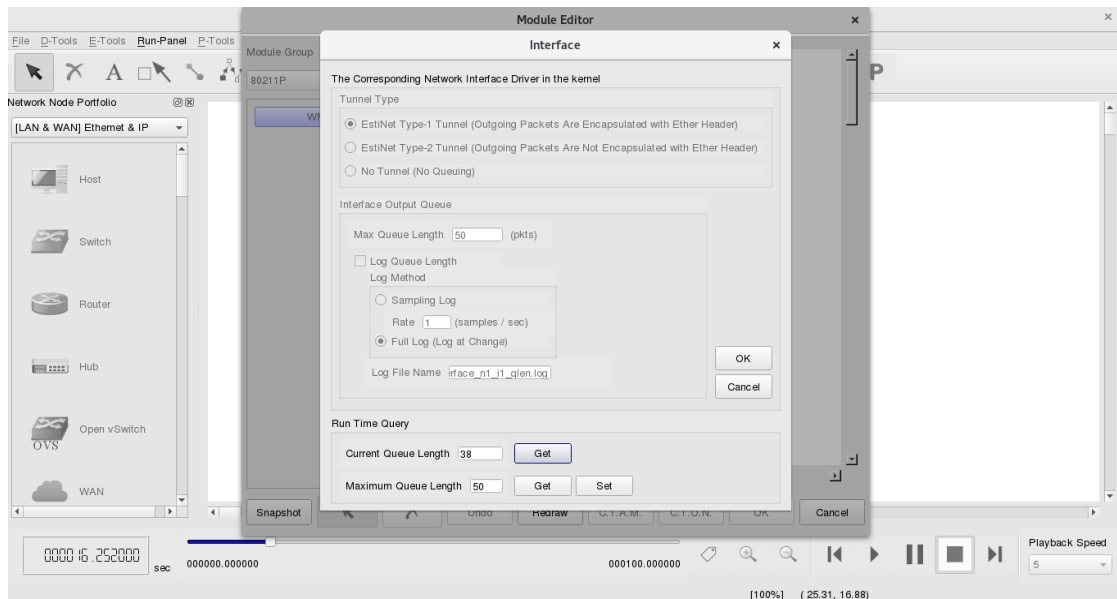 Module Editor
File D-Tools E-Tools Run-Panel P-Tools
Module Group
Interface
A
80211P
P
The Corresponding Network Interface Driver in the kernel
Network Node Portfolio
Tunnel Type
[LAN & WAN] Ethernet & IP
EstiNet Type-1 Tunnel (Outgoing Packets Are Encapsulated with Ether Header)
EstiNet Type-2 Tunnel (Outgoing Packets Are Not Encapsulated with Ether Header)
No Tunnel (No Queuing)
Host
Interface Output Queue
Max Queue Length 50 (pkts)
Switch
Log Queue Length
Log Method
Sampling Log
Router
Rate 1 (samples / sec)
Full Log (Log at Change)
OK
Hub
Log File Name rface_n1_i1_qlen.log
Cancel
Run Time Query
Open vSwitch
OVS
Current Queue Length 38 Get
Maximum Queue Length 50 Get Set
WAN
Snapshot Undo Redraw C.T.A.M. C.T.O.N. OK Cancel
000016.252000 sec
000000.000000
000100.000000
Playback Speed
5
[100%] ( 25.31, 16.88)